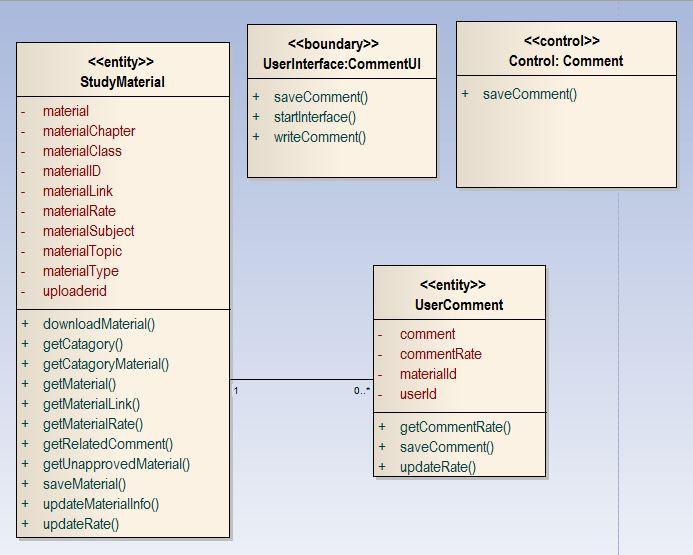 <<entity>>
StudyMaterial
- material
- materialChapter
- materialClass
- materialID
- materialLink
- materialRate
- materialSubject
- materialTopic
- materialType
- uploaderid
+ downloadMaterial()
+ getCatagory()
+ getCatagoryMaterial()
+ getMaterial()
+ getMaterialLink()
+ getMaterialRate()
+ getRelatedComment()
+ getUnapprovedMaterial()
+ saveMaterial()
+ updateMaterialInfo()
+ updateRate()
<<boundary>>
UserInterface:CommentUI
+ saveComment()
+ startInterface()
+ writeComment()
<<control>>
Control: Comment
+ saveComment()
1
0..*
<<entity>>
UserComment
- comment
- commentRate
- materialId
- userId
+ getCommentRate()
+ saveComment()
+ updateRate()